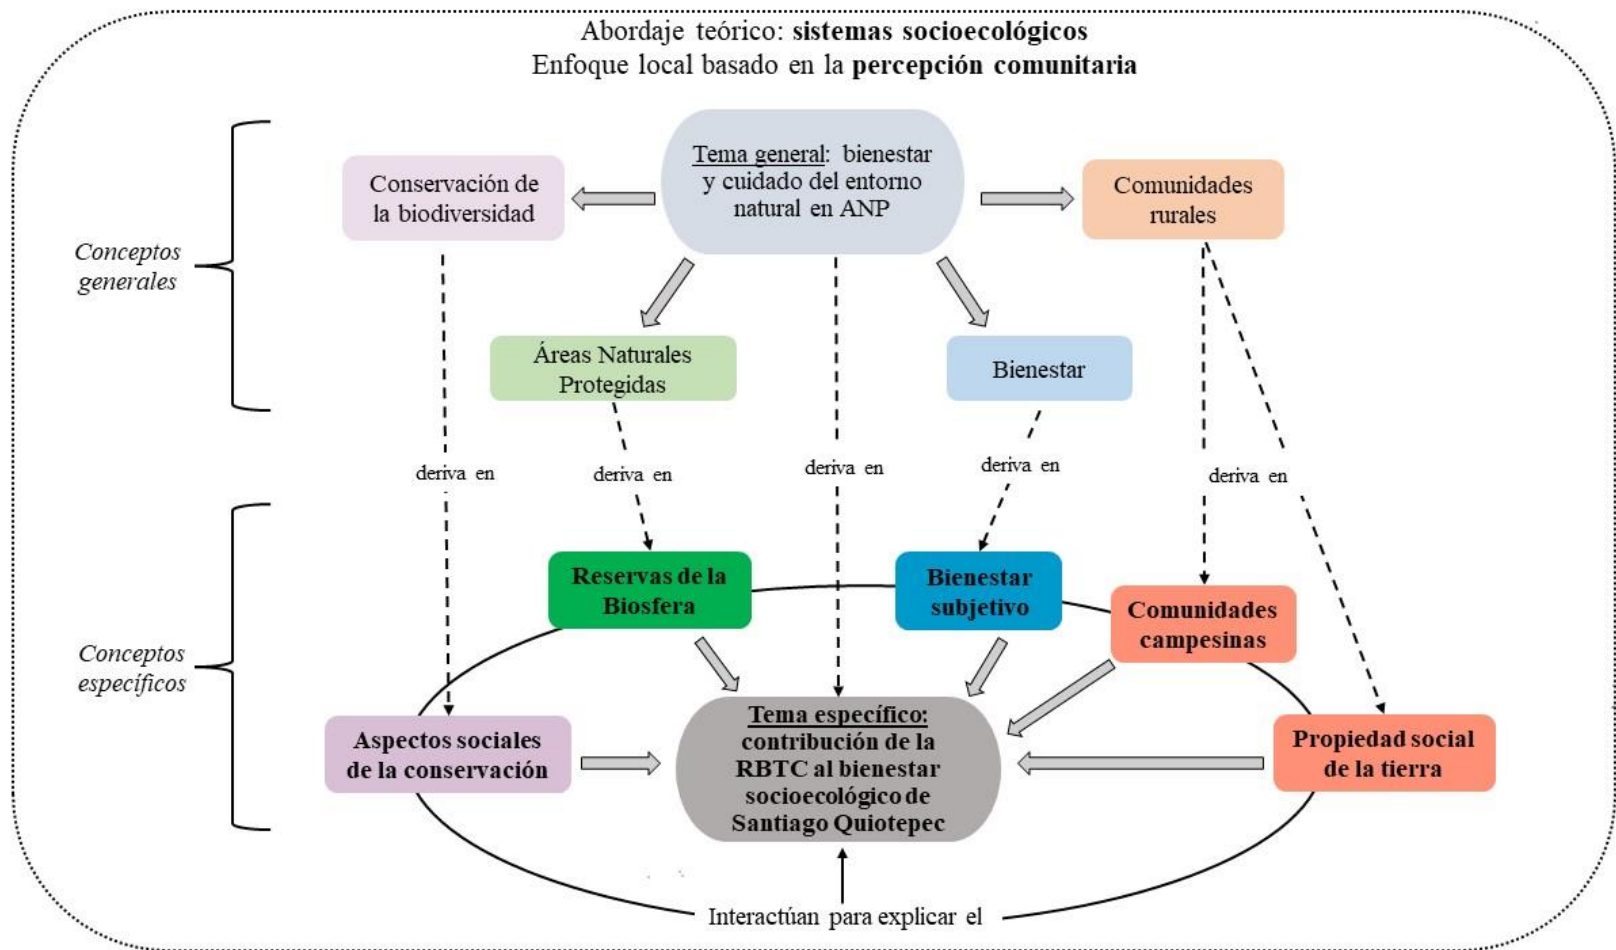 Abordaje teórico: sistemas socioecológicos
Enfoque local basado en la percepción comunitaria
Conceptos
generales
Conservación de
la biodiversidad
Tema general: bienestar
y cuidado del entorno
natural en ANP
Comunidades
rurales
Áreas Naturales
Protegidas
Bienestar
deriva en
deriva en
deriva en
deriva en
deriva en
Conceptos
específicos
Reservas de la
Biosfera
Bienestar
subjetivo
Comunidades
campesinas
Aspectos sociales
de la conservación
Tema específico:
contribución de la
RBTC al bienestar
socioecológico de
Santiago Quiotepec
Propiedad social
de la tierra
Interactúan para explicar el